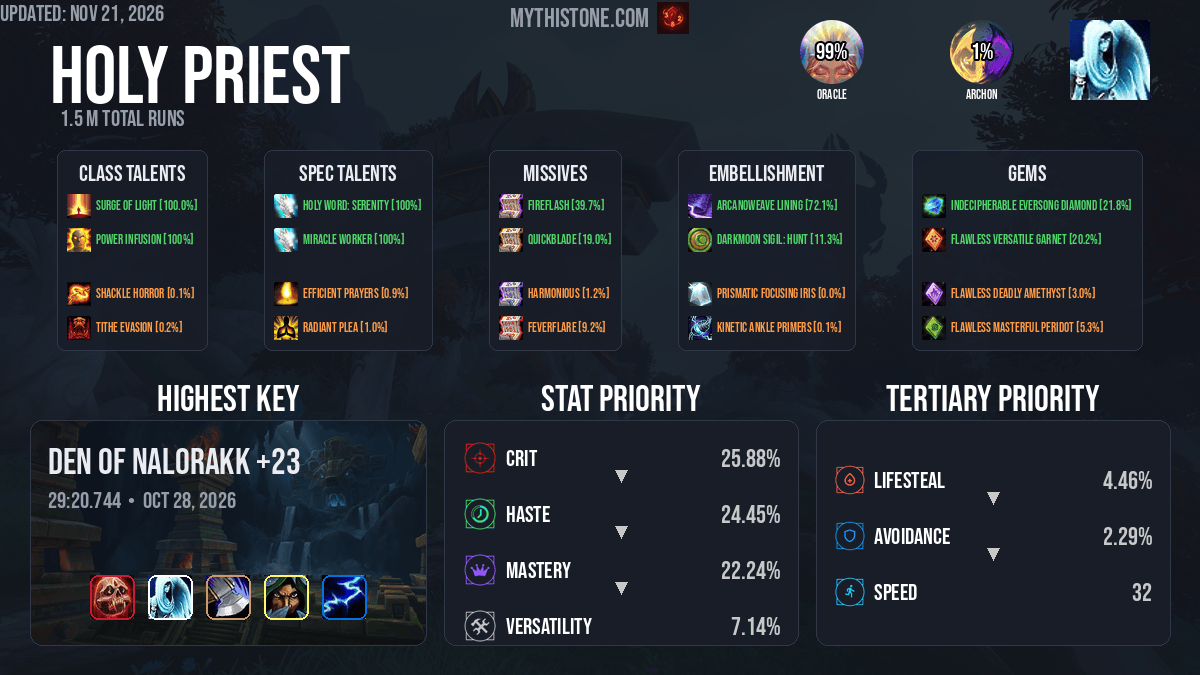 UPDATED: NOV 21, 2026
MYTHISTONE.COM
HOLY PRIEST
1.5 M TOTAL RUNS
99%
ORACLE
1%
ARCHON
CLASS TALENTS
SURGE OF LIGHT [100.0%]
POWER INFUSION [100%]
SHACKLE HORROR [0.1%]
TITHE EVASION [0.2%]
SPEC TALENTS
HOLY WORD: SERENITY [100%]
MIRACLE WORKER [100%]
EFFICIENT PRAYERS [0.9%]
RADIANT PLEA [1.0%]
MISSIVES
FIREFLASH [39.7%]
QUICKBLADE [19.0%]
HARMONIOUS [1.2%]
FEVERFLARE [9.2%]
EMBELLISHMENT
ARCANOWEAVE LINING [72.1%]
DARKMOON SIGIL: HUNT [11.3%]
PRISMATIC FOCUSING IRIS [0.0%]
KINETIC ANKLE PRIMERS [0.1%]
GEMS
INDECIPHERABLE EVERSONG DIAMOND [21.8%]
FLAWLESS VERSATILE GARNET [20.2%]
FLAWLESS DEADLY AMETHYST [3.0%]
FLAWLESS MASTERFUL PERIDOT [5.3%]
HIGHEST KEY
DEN OF NALORAKK +23
29:20.744 • OCT 28, 2026
STAT PRIORITY
CRIT 25.88%
HASTE 24.45%
MASTERY 22.24%
VERSATILITY 7.14%
TERTIARY PRIORITY
LIFESTEAL 4.46%
AVOIDANCE 2.29%
SPEED 32